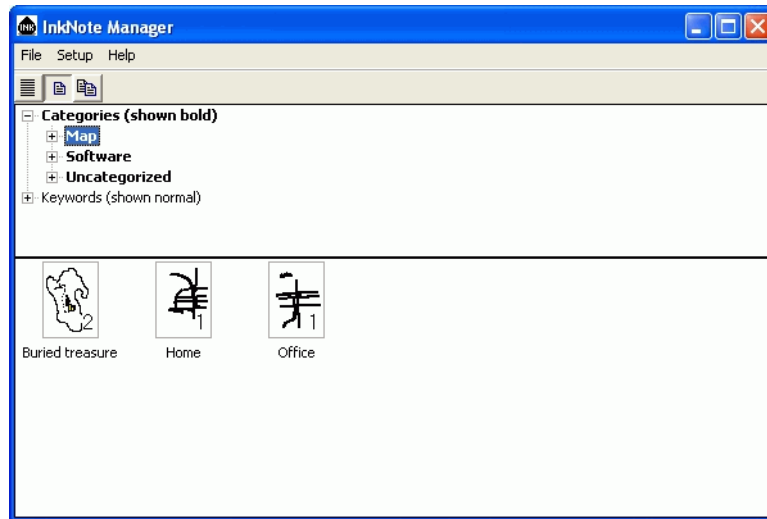 INK InkNote Manager
File Setup Help
Categories (shown bold)
Map
Software
Uncategorized
Keywords (shown normal)
2 1 1
Buried treasure Home Office